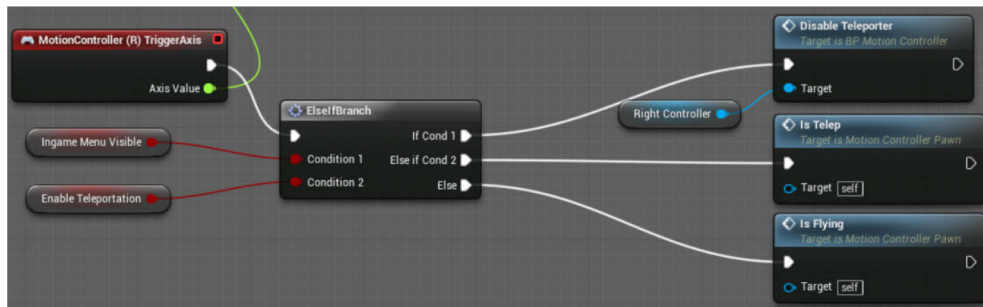 MotionController (R) TriggerAxis
Axis Value
Ingame Menu Visible
Enable Teleportation
ElseIfBranch
If Cond 1
Condition 1
Else if Cond 2
Condition 2
Else
Right Controller
Disable Teleporter
Target is BP Motion Controller
Target
Is Telep
Target is Motion Controller Pawn
Target self
Is Flying
Target is Motion Controller Pawn
Target self